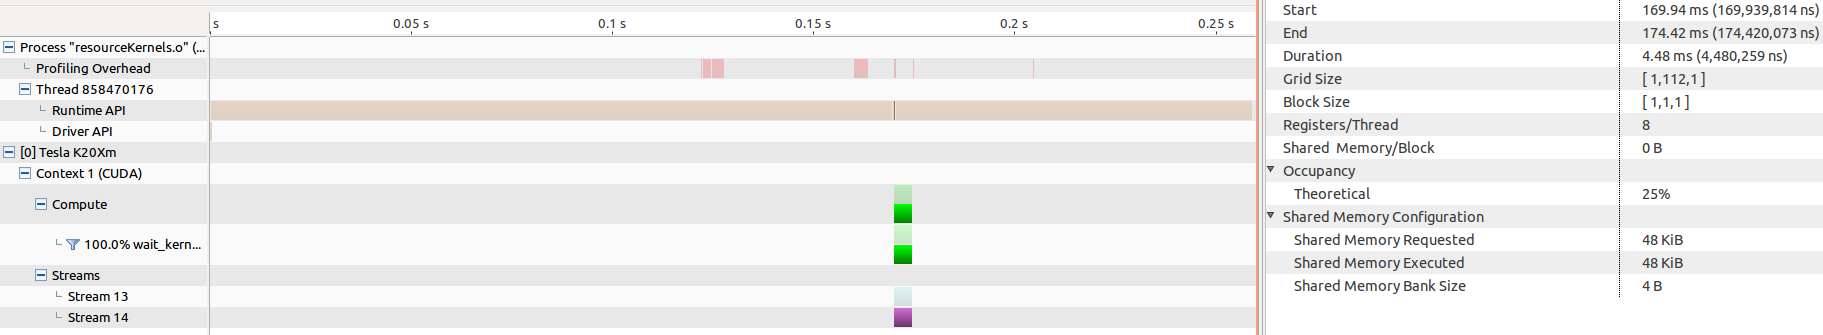 s 0.05 s 0.1 s 0.15 s 0.2 s 0.25 s
Process "resourceKernels.o" (...
Profiling Overhead
Thread 858470176
Runtime API
Driver API
[0] Tesla K20Xm
Context 1 (CUDA)
Compute
100.0% wait_kern...
Streams
Stream 13
Stream 14
Start 169.94 ms (169,939,814 ns)
End 174.42 ms (174,420,073 ns)
Duration 4.48 ms (4,480,259 ns)
Grid Size [ 1,112,1 ]
Block Size [ 1,1,1 ]
Registers/Thread 8
Shared Memory/Block 0 B
Occupancy
Theoretical 25%
Shared Memory Configuration
Shared Memory Requested 48 KiB
Shared Memory Executed 48 KiB
Shared Memory Bank Size 4 B